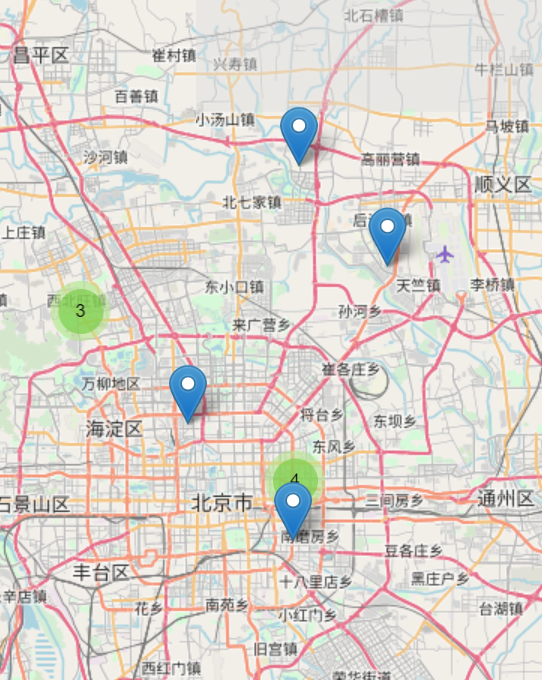 北石槽镇
昌平区
崔村镇
兴寿镇
牛栏山镇
百善镇
小汤山镇
马坡镇
沙河镇
高丽营镇
顺义区
北七家镇
上庄镇
镇
天竺镇
李桥镇
东小口镇
3
孙河乡
来广营乡
崔各庄乡
万柳地区
将台乡
东坝乡
海淀区
东风乡
4
石景山区
北京市
三间房乡
通州区
南磨房乡
豆各庄乡
丰台区
十八里店乡
黑庄户乡
辛店镇
花乡
南苑乡
小红门乡
台湖镇
旧宫镇
西红门镇
荣华街道